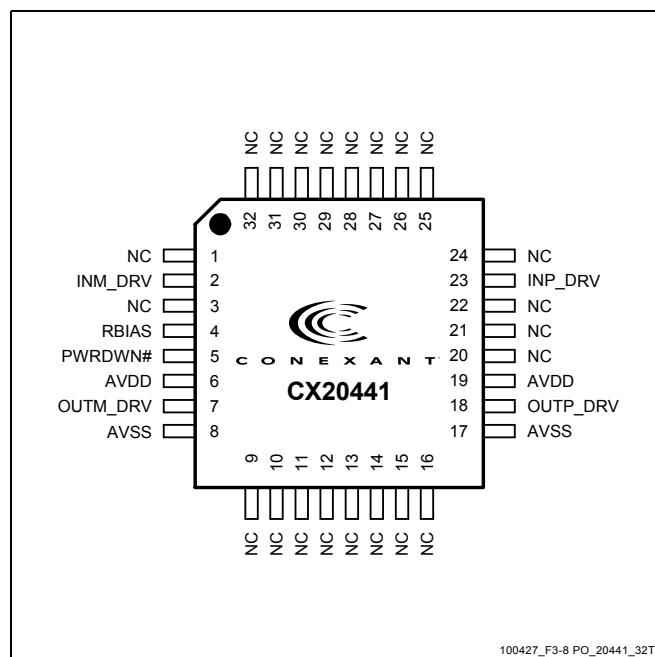 NC NC NC NC NC NC NC NC
32 31 30 29 28 27 26 25
NC 1
INM_DRV 2
NC 3
RBIAS 4
PWRDWN# 5
AVDD 6
OUTM_DRV 7
AVSS 8
CONEXANT
CX20441
24 NC
23 INP_DRV
22 NC
21 NC
20 NC
19 AVDD
18 OUTP_DRV
17 AVSS
9 10 11 12 13 14 15 16
NC NC NC NC NC NC NC NC
100427_F3-8 PO_20441_32T